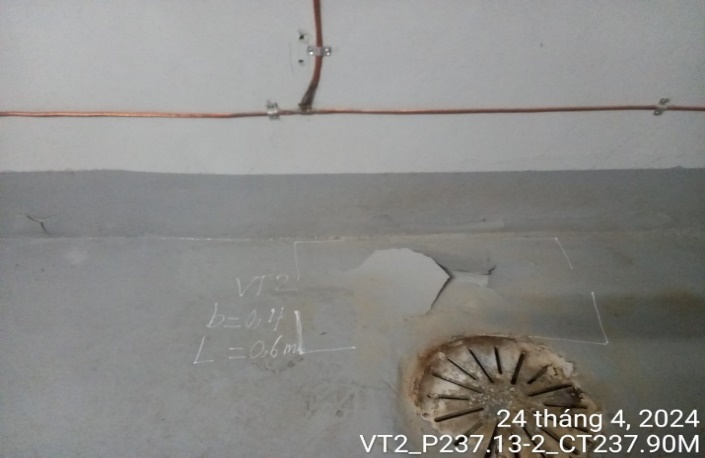 VT2
b=0,4
L=0,6m
24 tháng 4, 2024
VT2_P237.13-2_CT237.90M